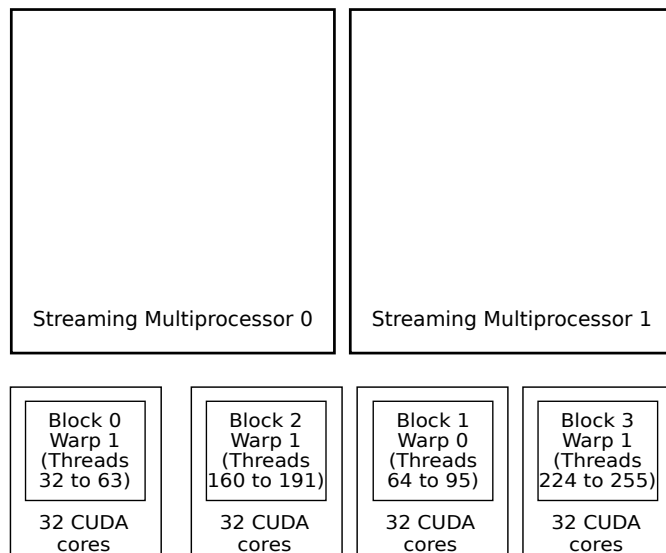 Streaming Multiprocessor 0
Streaming Multiprocessor 1
Block 0
Warp 1
(Threads
32 to 63)
32 CUDA
cores
Block 2
Warp 1
(Threads
160 to 191)
32 CUDA
cores
Block 1
Warp 0
(Threads
64 to 95)
32 CUDA
cores
Block 3
Warp 1
(Threads
224 to 255)
32 CUDA
cores